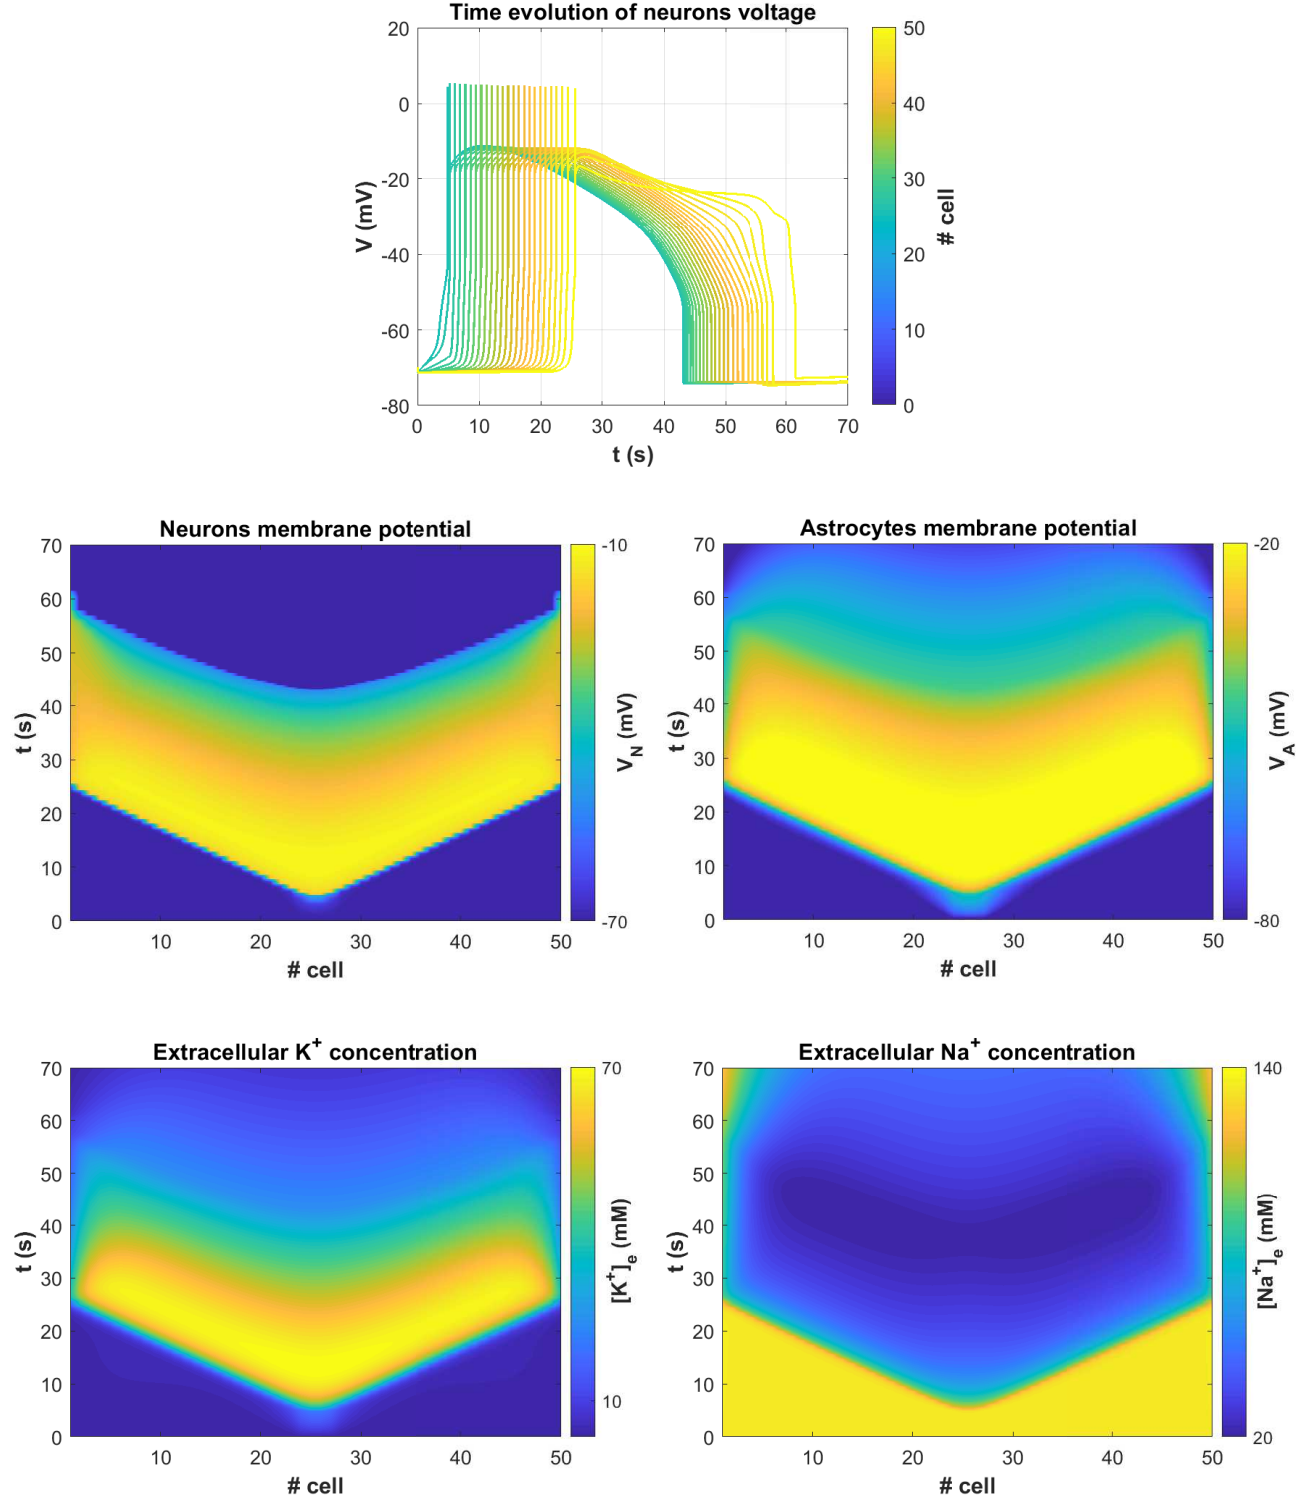 Time evolution of neurons voltage
20
0
-20
-40
-60
-80
V (mV)
0 10 20 30 40 50 60 70
t (s)
50
40
30
20
10
0
# cell
Neurons membrane potential
70
60
50
40
30
20
10
0
t (s)
10 20 30 40 50
# cell
-10
-70
V_N (mV)
Astrocytes membrane potential
70
60
50
40
30
20
10
0
t (s)
10 20 30 40 50
# cell
-20
-80
V_A (mV)
Extracellular K⁺ concentration
70
60
50
40
30
20
10
0
t (s)
10 20 30 40 50
# cell
70
10
[K⁺]ₑ (mM)
Extracellular Na⁺ concentration
70
60
50
40
30
20
10
0
t (s)
10 20 30 40 50
# cell
140
20
[Na⁺]ₑ (mM)